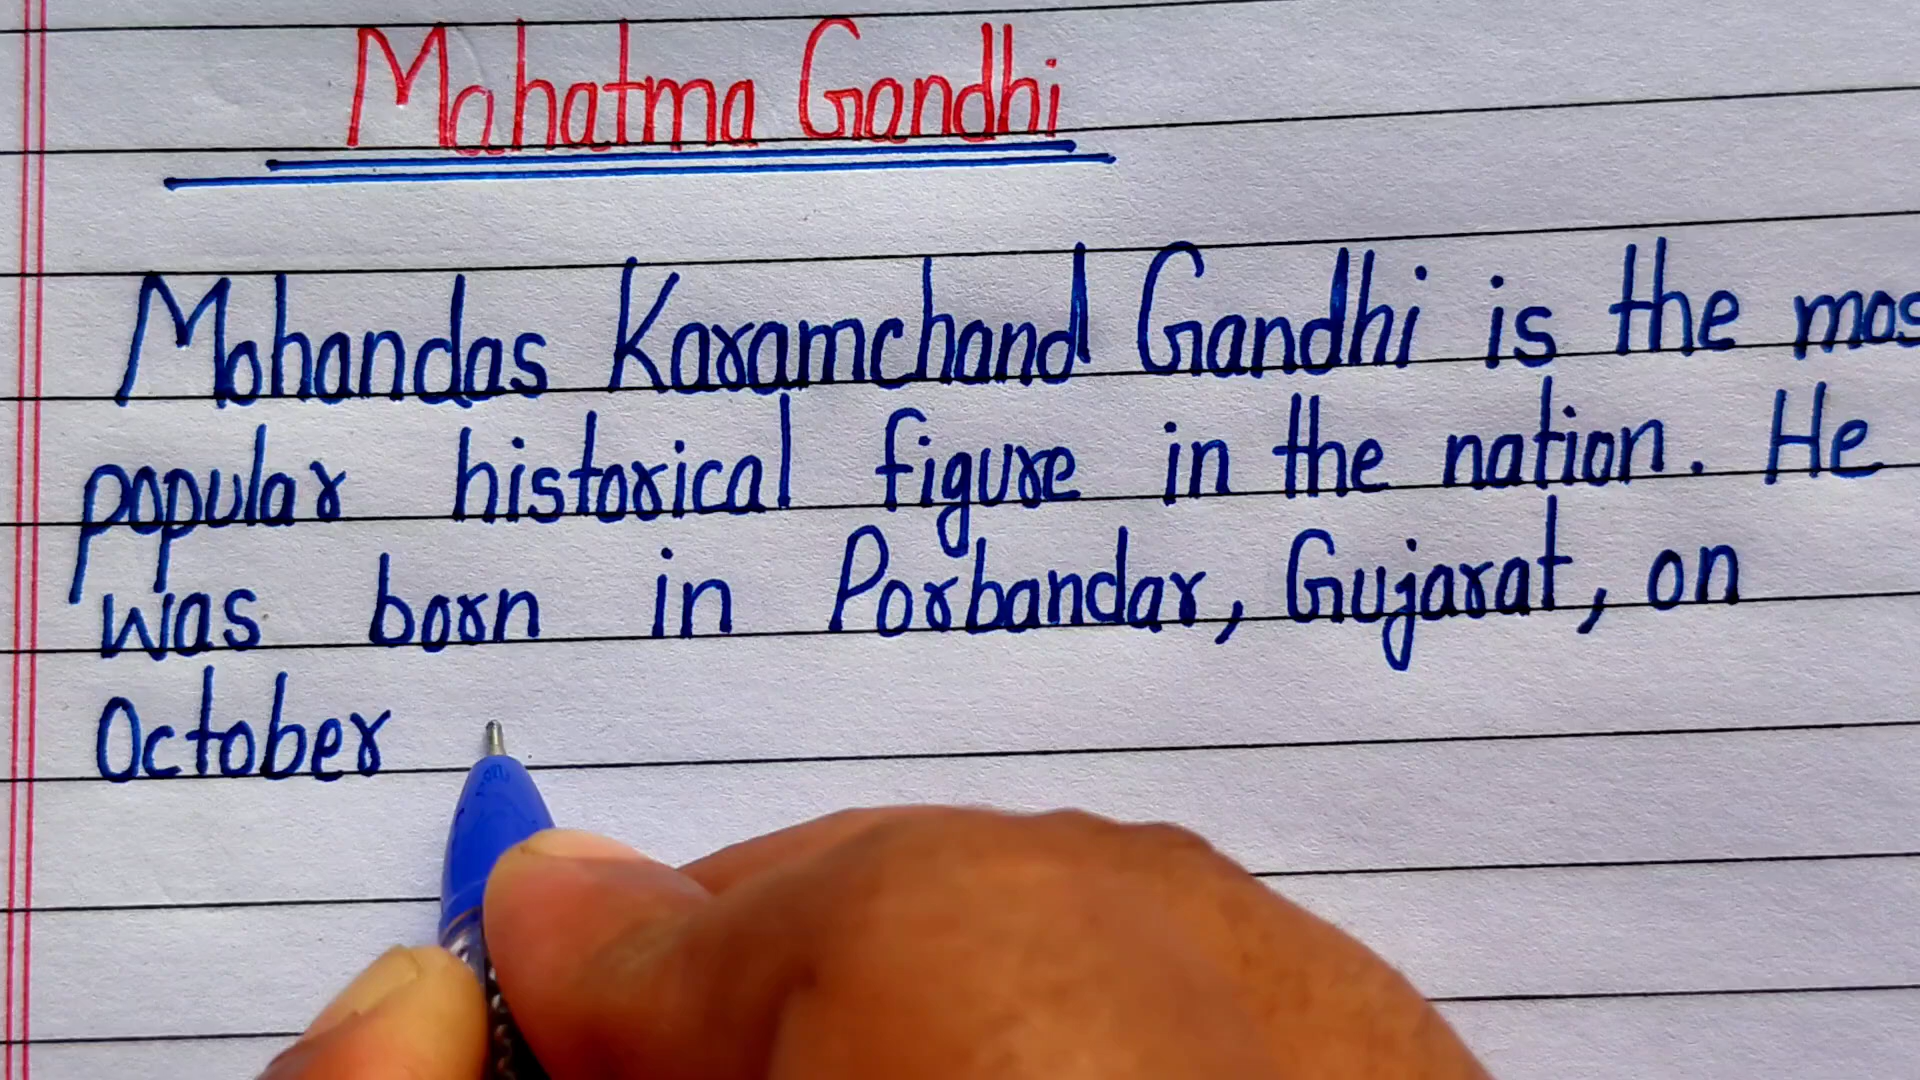 Mahatma Gandhi
Mohandas Karamchand Gandhi is the mos
popular historical figure in the nation. He
was born in Porbandar, Gujarat, on
October